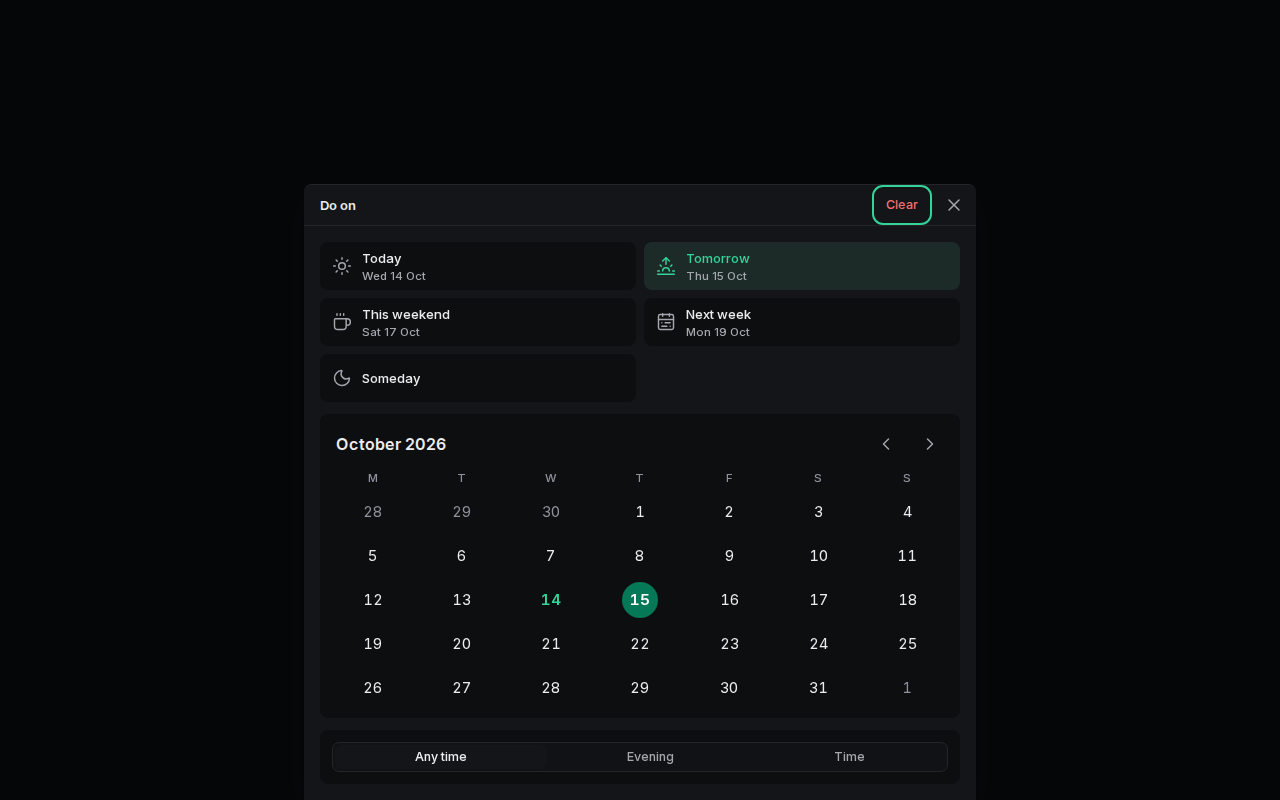 Do on
Clear
Today
Wed 14 Oct
Tomorrow
Thu 15 Oct
This weekend
Sat 17 Oct
Next week
Mon 19 Oct
Someday
October 2026
M T W T F S S
28 29 30 1 2 3 4
5 6 7 8 9 10 11
12 13 14 15 16 17 18
19 20 21 22 23 24 25
26 27 28 29 30 31 1
Any time Evening Time